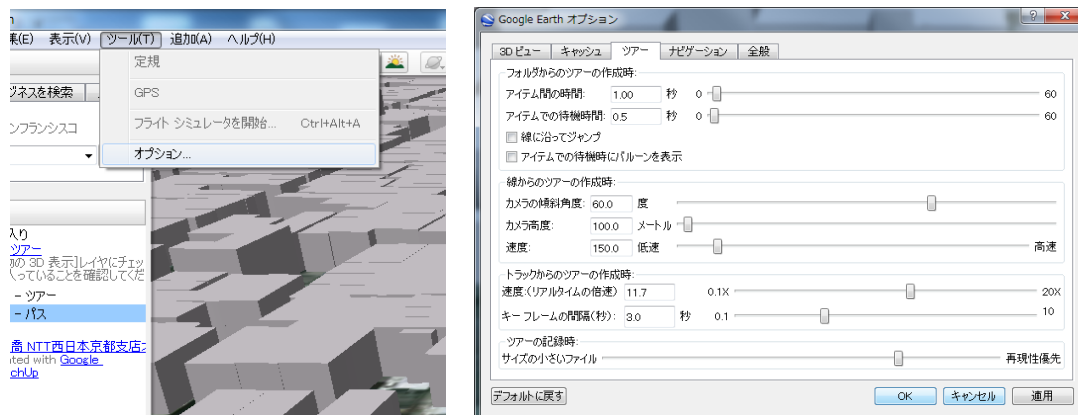 集(E) 表示(V) ツール(T) 追加(A) ヘルプ(H)
定規
GPS
フライト シミュレータを開始... Ctrl+Alt+A
オプション...
ジネスを検索
ンフランシスコ
入り
ツアー
物の 3D 表示]レイヤにチェッ
入っていることを確認してくだ
- ツアー
- パス
喬 NTT西日本京都支店
ated with Google
chUp
Google Earth オプション
3D ビュー キャッシュ ツアー ナビゲーション 全般
フォルダからのツアーの作成時:
アイテム間の時間: 1.00 秒 0 60
アイテムでの待機時間: 0.5 秒 0 60
線に沿ってジャンプ
アイテムでの待機時にバルーンを表示
線からのツアーの作成時:
カメラの傾斜角度: 60.0 度
カメラ高度: 100.0 メートル
速度: 150.0 低速 高速
トラックからのツアーの作成時:
速度:(リアルタイムの倍速) 11.7 0.1X 20X
キー フレームの間隔(秒): 3.0 秒 0.1 10
ツアーの記録時:
サイズの小さいファイル 再現性優先
デフォルトに戻す OK キャンセル 適用